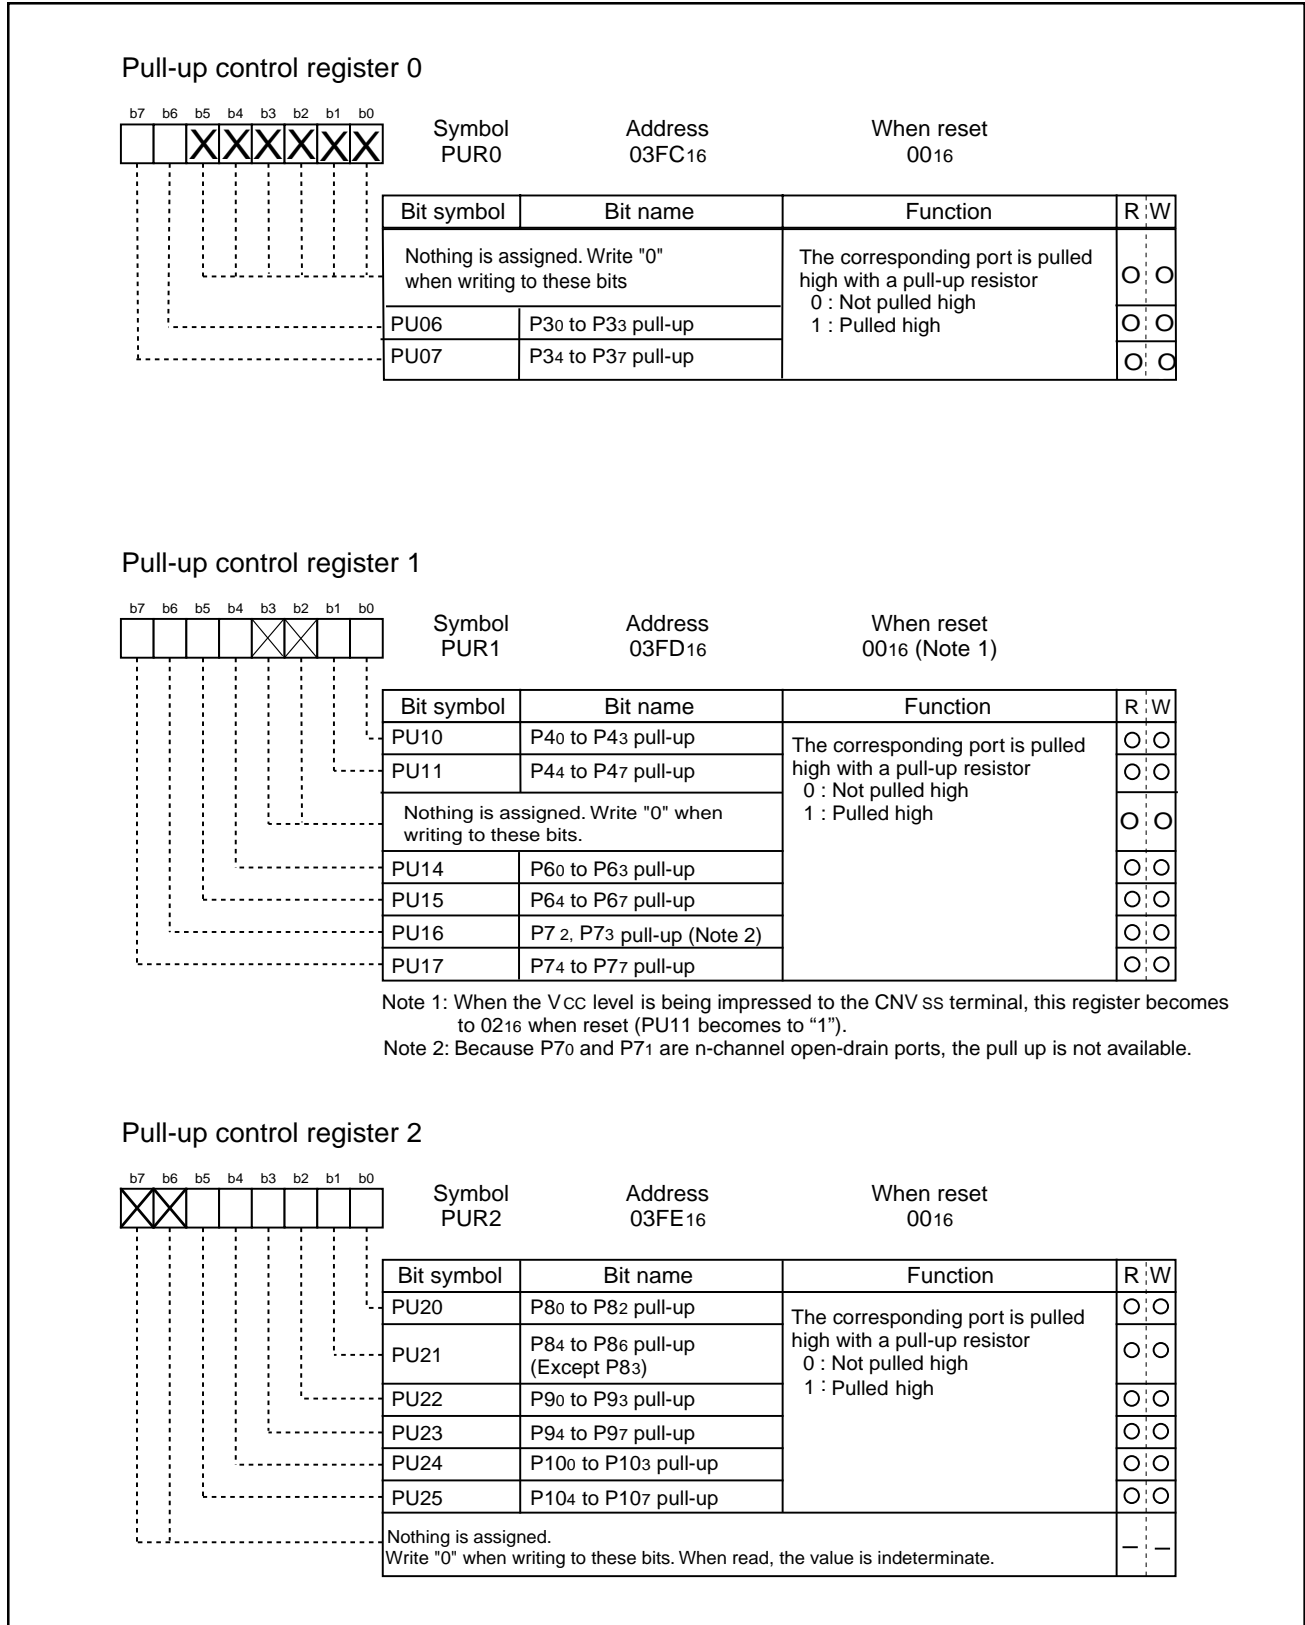 Pull-up control register 0
b7 b6 b5 b4 b3 b2 b1 b0
Symbol Address When reset
PUR0 03FC16 0016
Bit symbol Bit name Function R W
Nothing is assigned. Write "0"
when writing to these bits
The corresponding port is pulled
high with a pull-up resistor
0 : Not pulled high
1 : Pulled high
O O
PU06 P30 to P33 pull-up O O
PU07 P34 to P37 pull-up O O
Pull-up control register 1
b7 b6 b5 b4 b3 b2 b1 b0
Symbol Address When reset
PUR1 03FD16 0016 (Note 1)
Bit symbol Bit name Function R W
PU10 P40 to P43 pull-up O O
PU11 P44 to P47 pull-up O O
The corresponding port is pulled
high with a pull-up resistor
0 : Not pulled high
1 : Pulled high
Nothing is assigned. Write "0" when
writing to these bits.
O O
PU14 P60 to P63 pull-up O O
PU15 P64 to P67 pull-up O O
PU16 P7 2, P73 pull-up (Note 2) O O
PU17 P74 to P77 pull-up O O
Note 1: When the VCC level is being impressed to the CNV SS terminal, this register becomes
to 0216 when reset (PU11 becomes to “1”).
Note 2: Because P70 and P71 are n-channel open-drain ports, the pull up is not available.
Pull-up control register 2
b7 b6 b5 b4 b3 b2 b1 b0
Symbol Address When reset
PUR2 03FE16 0016
Bit symbol Bit name Function R W
PU20 P80 to P82 pull-up O O
The corresponding port is pulled
high with a pull-up resistor
0 : Not pulled high
1 : Pulled high
PU21 P84 to P86 pull-up
(Except P83)
O O
PU22 P90 to P93 pull-up O O
PU23 P94 to P97 pull-up O O
PU24 P100 to P103 pull-up O O
PU25 P104 to P107 pull-up O O
Nothing is assigned.
Write "0" when writing to these bits. When read, the value is indeterminate.
– –